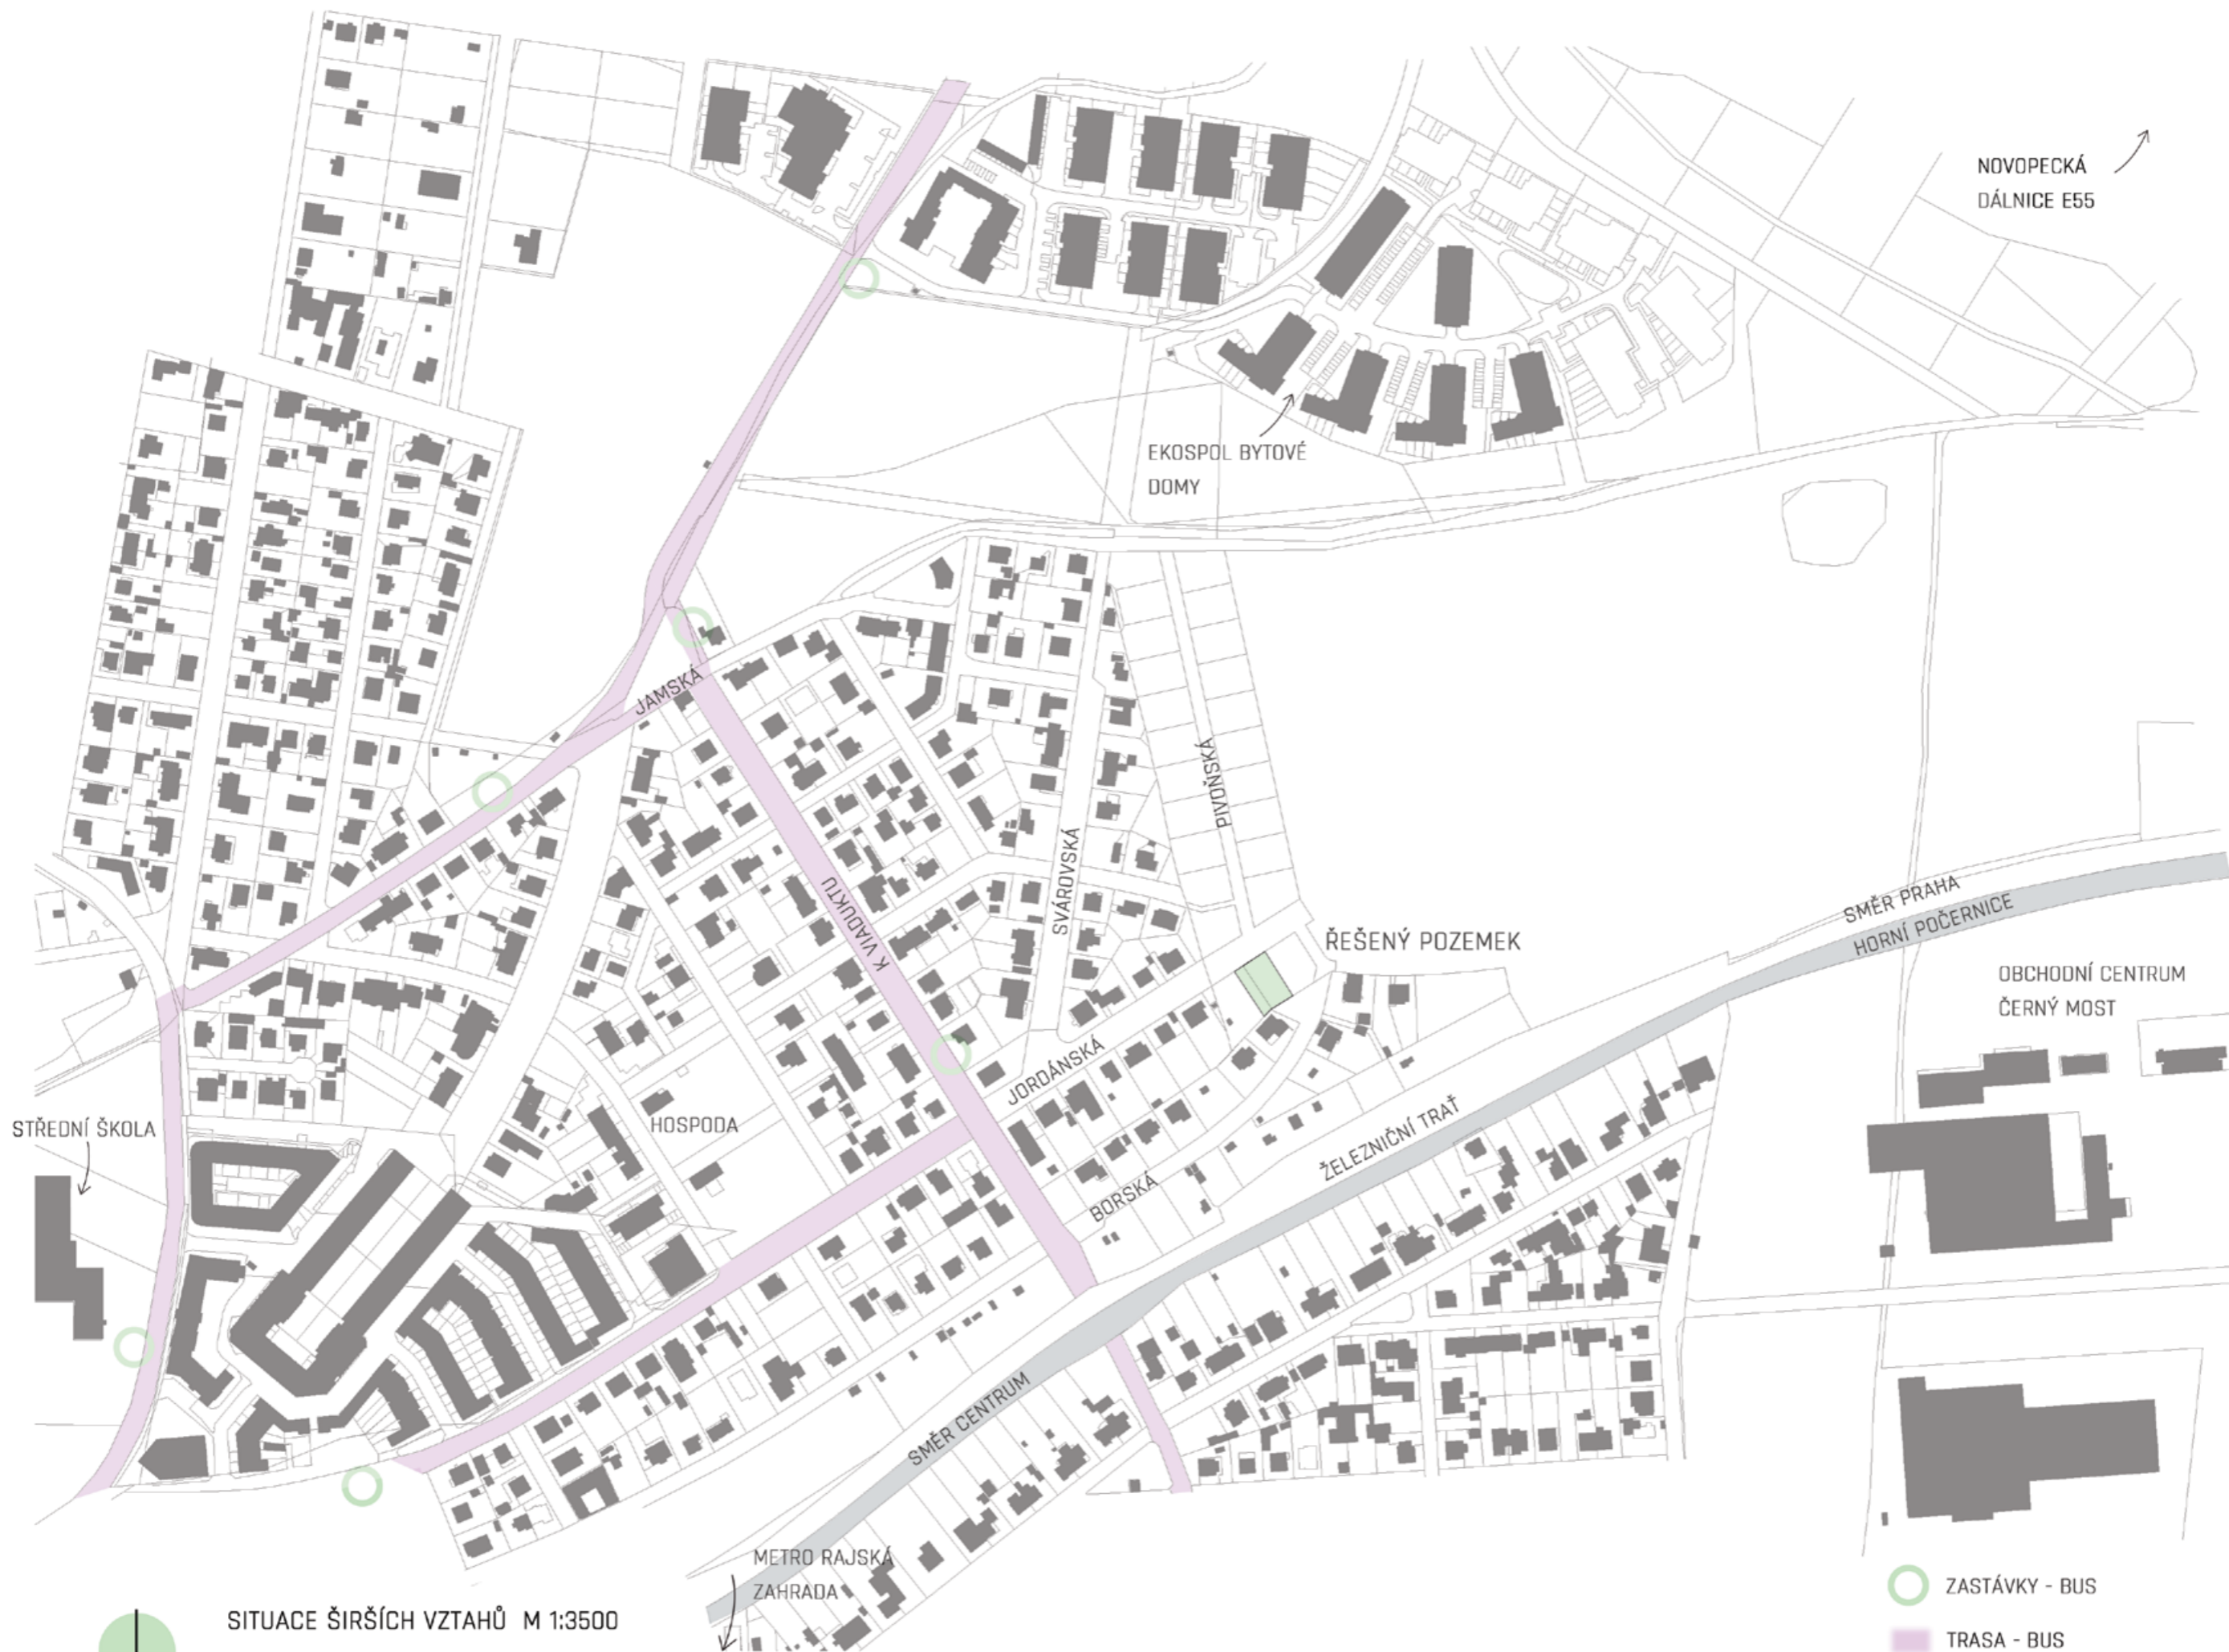 NOVOPECKÁ
DÁLNICE E55
EKOSPOL BYTOVÉ
DOMY
JAMSKÁ
PIVOŇSKÁ
SVÁROVSKÁ
K VIADUKTU
ŘEŠENÝ POZEMEK
SMĚR PRAHA
HORNÍ POČERNICE
OBCHODNÍ CENTRUM
ČERNÝ MOST
JORDÁNSKÁ
HOSPODA
STŘEDNÍ ŠKOLA
ŽELEZNIČNÍ TRAŤ
BORSKÁ
SMĚR CENTRUM
METRO RAJSKÁ
ZAHRADA
ZASTÁVKY - BUS
SITUACE ŠIRŠÍCH VZTAHŮ M 1:3500
TRASA - BUS